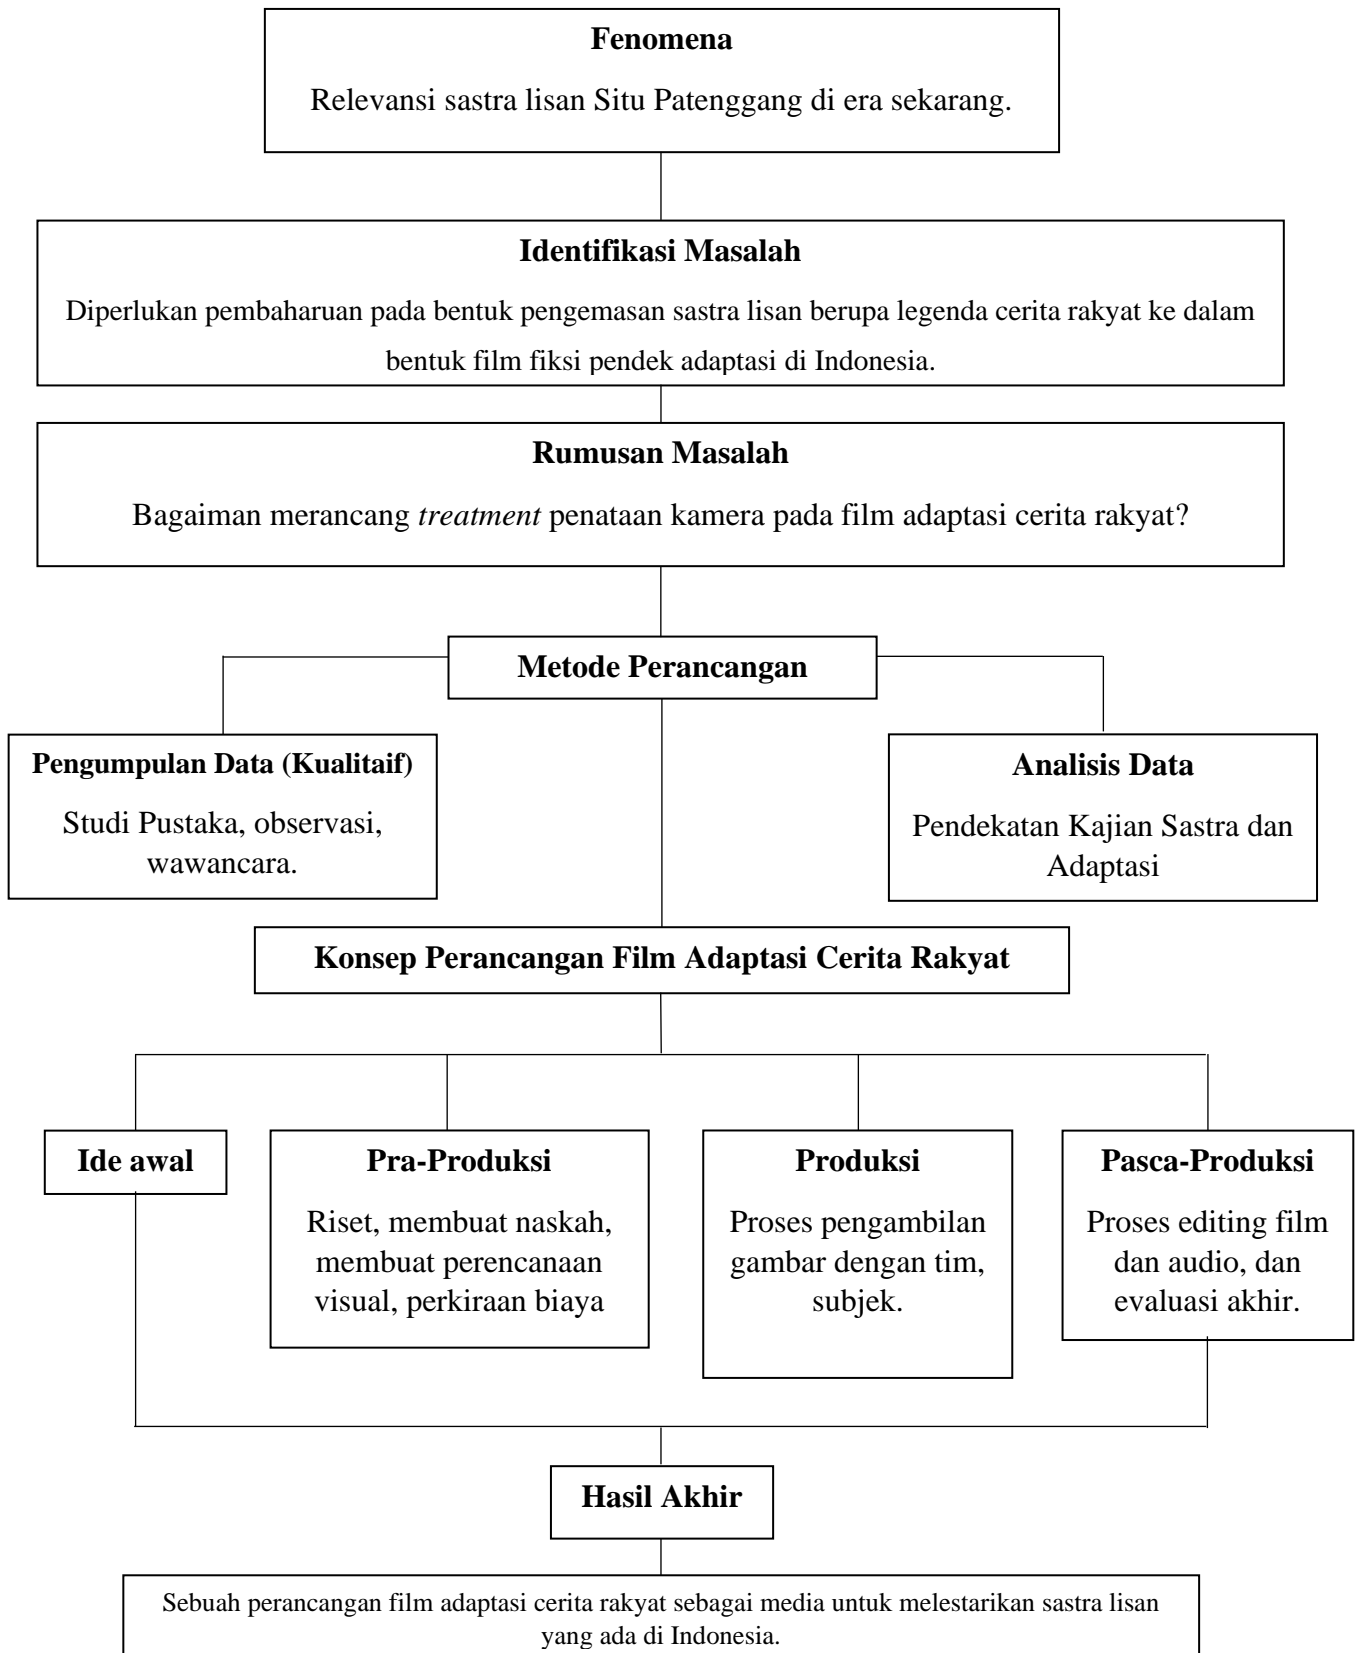 Fenomena
Relevansi sastra lisan Situ Patenggang di era sekarang.
Identifikasi Masalah
Diperlukan pembaharuan pada bentuk pengemasan sastra lisan berupa legenda cerita rakyat ke dalam
bentuk film fiksi pendek adaptasi di Indonesia.
Rumusan Masalah
Bagaiman merancang treatment penataan kamera pada film adaptasi cerita rakyat?
Metode Perancangan
Pengumpulan Data (Kualitaif)
Studi Pustaka, observasi,
wawancara.
Analisis Data
Pendekatan Kajian Sastra dan
Adaptasi
Konsep Perancangan Film Adaptasi Cerita Rakyat
Ide awal
Pra-Produksi
Riset, membuat naskah,
membuat perencanaan
visual, perkiraan biaya
Produksi
Proses pengambilan
gambar dengan tim,
subjek.
Pasca-Produksi
Proses editing film
dan audio, dan
evaluasi akhir.
Hasil Akhir
Sebuah perancangan film adaptasi cerita rakyat sebagai media untuk melestarikan sastra lisan
yang ada di Indonesia.